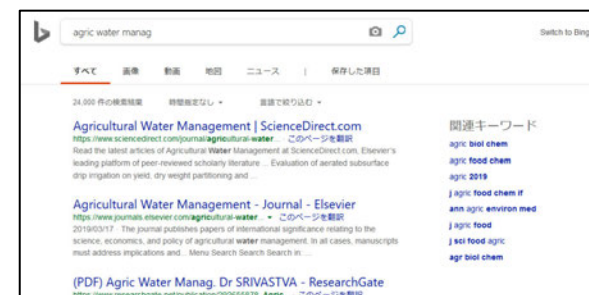 agric water manag
Switch to Bing
すべて 画像 動画 地図 ニュース | 保存した項目
24,000 件の検索結果 時間指定なし 言語で絞り込む
Agricultural Water Management | ScienceDirect.com
https://www.sciencedirect.com/journal/agricultural-water... このページを翻訳
Read the latest articles of Agricultural Water Management at ScienceDirect.com, Elsevier's
leading platform of peer-reviewed scholarly literature ... Evaluation of aerated subsurface
drip irrigation on yield, dry weight partitioning and ...
Agricultural Water Management - Journal - Elsevier
https://www.journals.elsevier.com/agricultural-water... このページを翻訳
2019/03/17 · The journal publishes papers of international significance relating to the
science, economics, and policy of agricultural water management. In all cases, manuscripts
must address implications and... Menu Search Search Search in ...
(PDF) Agric Water Manag. Dr SRIVASTVA - ResearchGate
関連キーワード
agric biol chem
agric food chem
agric 2019
j agric food chem if
ann agric environ med
j agric food
j sci food agric
agr biol chem